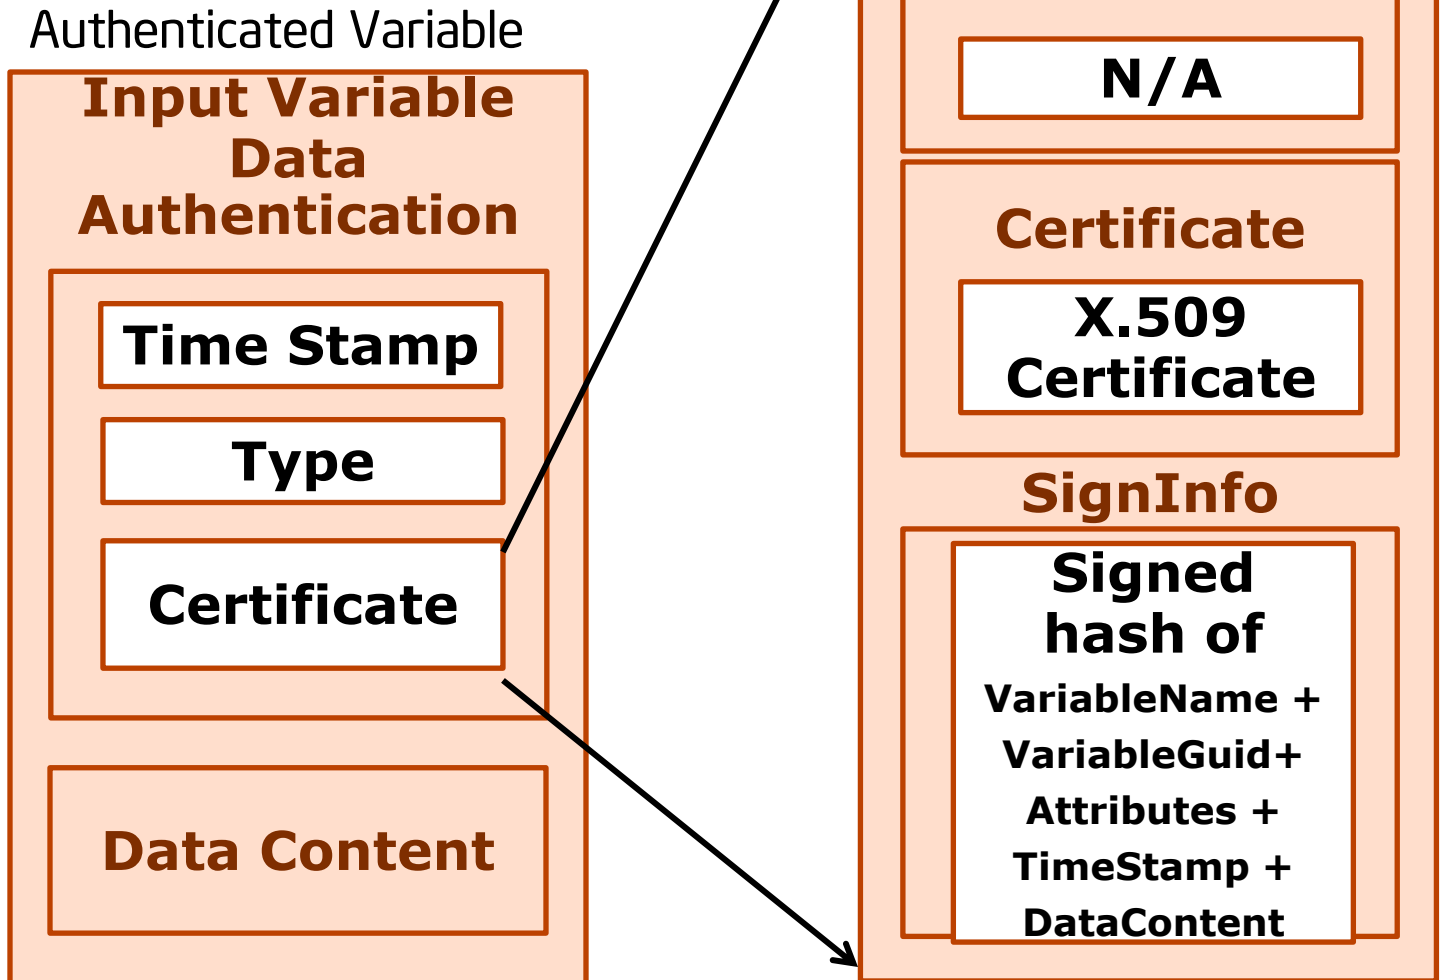 Authenticated Variable
Input Variable
Data
Authentication
Time Stamp
Type
Certificate
Data Content
N/A
Certificate
X.509
Certificate
SignInfo
Signed
hash of
VariableName +
VariableGuid+
Attributes +
TimeStamp +
DataContent